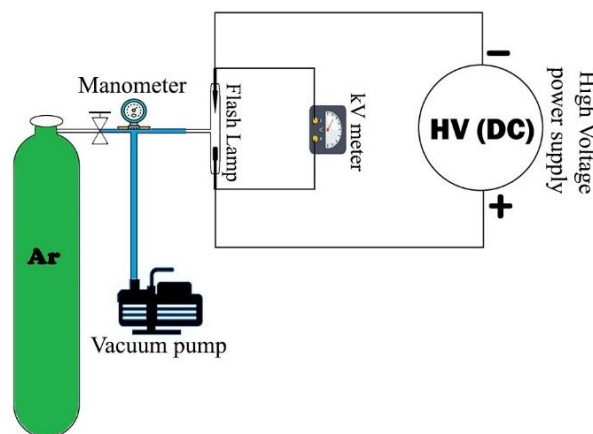 Manometer
Flash Lamp
kV meter
HV (DC)
High Voltage
power supply
−
+
Ar
Vacuum pump